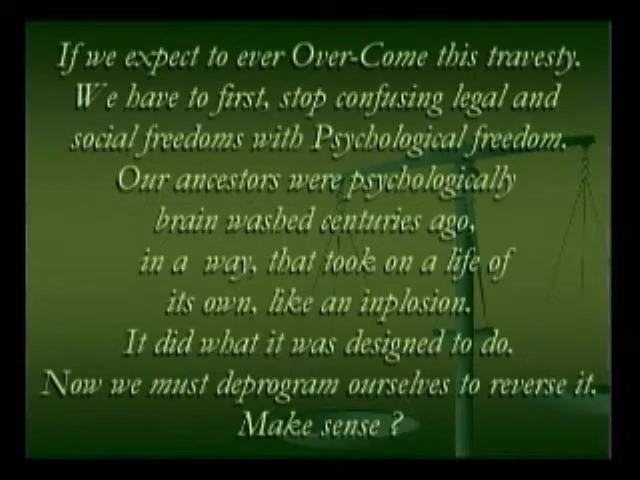 If we expect to ever Over-Come this travesty.
We have to first, stop confusing legal and
social freedoms with Psychological freedom.
Our ancestors were psychologically
brain washed centuries ago,
in a way, that took on a life of
its own, like an inplosion.
It did what it was designed to do.
Now we must deprogram ourselves to reverse it.
Make sense ?